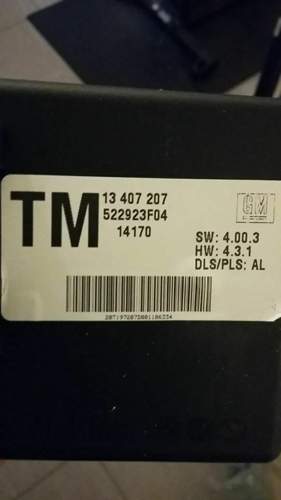 TM
13 407 207
522923F04
14170
GM
SW: 4.00.3
HW: 4.3.1
DLS/PLS: AL